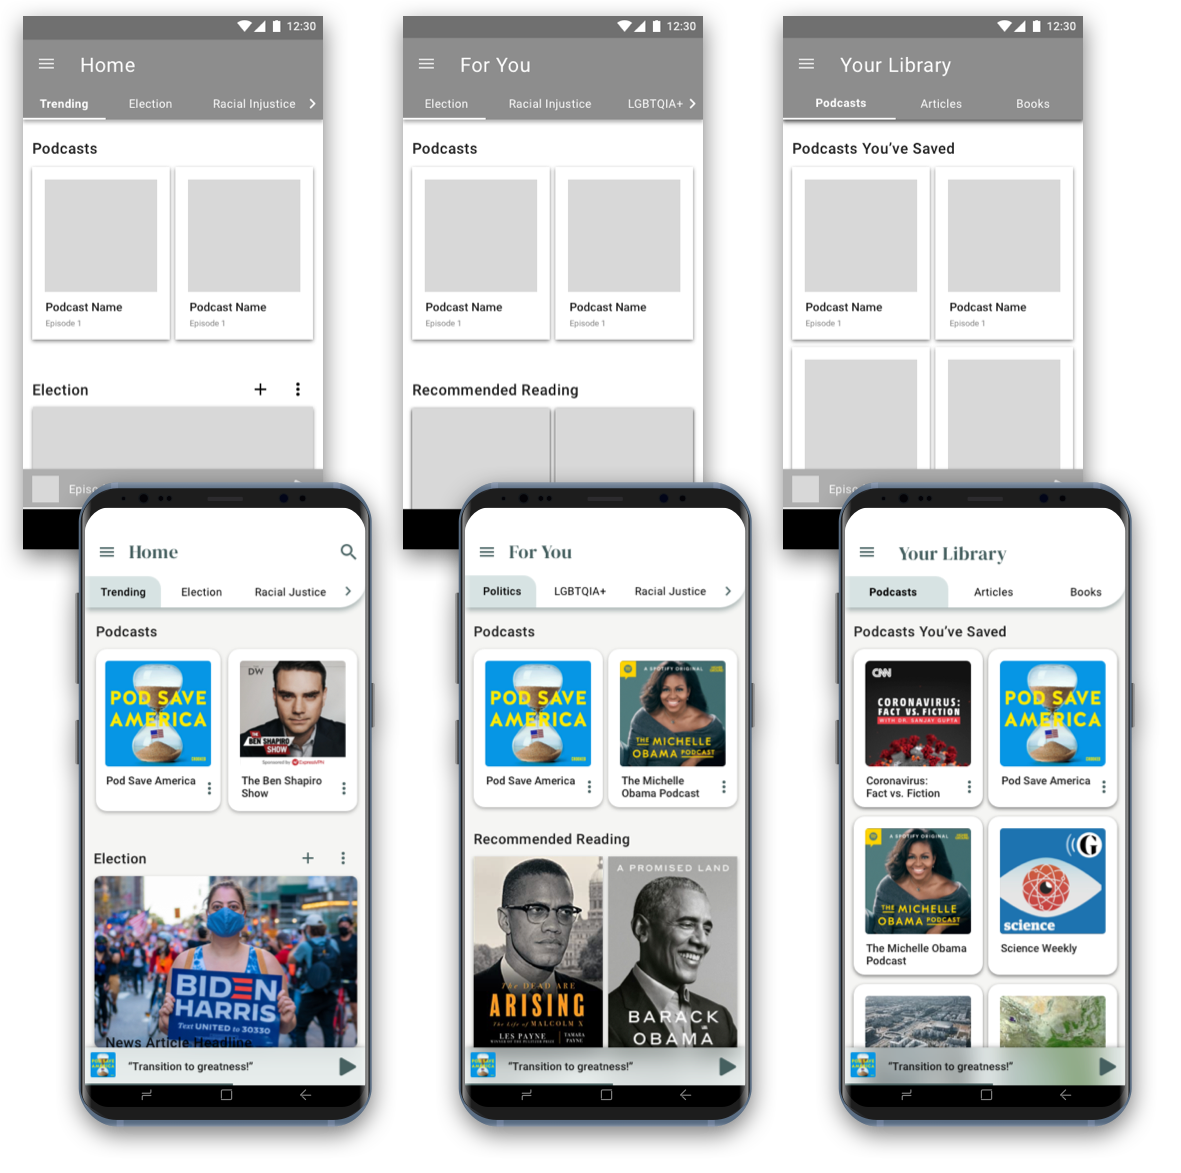 12:30
Home
Trending Election Racial Injustice
Podcasts
Podcast Name
Episode 1
Podcast Name
Episode 1
Election
12:30
For You
Election Racial Injustice LGBTQIA+
Podcasts
Podcast Name
Episode 1
Podcast Name
Episode 1
Recommended Reading
12:30
Your Library
Podcasts Articles Books
Podcasts You’ve Saved
Podcast Name
Episode 1
Podcast Name
Episode 1
Home
Trending Election Racial Justice
Podcasts
POD SAVE
AMERICA
Pod Save America
DW
THE
BEN SHAPIRO
SHOW
Sponsored by ExpressVPN
The Ben Shapiro
Show
Election
BIDEN
HARRIS
Text UNITED to 30330
News Article Headline
“Transition to greatness!”
For You
Politics LGBTQIA+ Racial Justice
Podcasts
POD SAVE
AMERICA
Pod Save America
A SPOTIFY ORIGINAL
THE MICHELLE
OBAMA PODCAST
The Michelle
Obama Podcast
Recommended Reading
The DEAD ARE
ARISING
The Life of MALCOLM X
LES PAYNE
TAMARA
PAYNE
A PROMISED LAND
BARACK
OBAMA
“Transition to greatness!”
Your Library
Podcasts Articles Books
Podcasts You’ve Saved
CNN
CORONAVIRUS:
FACT VS. FICTION
WITH DR. SANJAY GUPTA
Coronavirus:
Fact vs. Fiction
POD SAVE
AMERICA
Pod Save America
A SPOTIFY ORIGINAL
THE MICHELLE
OBAMA PODCAST
The Michelle Obama
Podcast
G
science
Science Weekly
“Transition to greatness!”